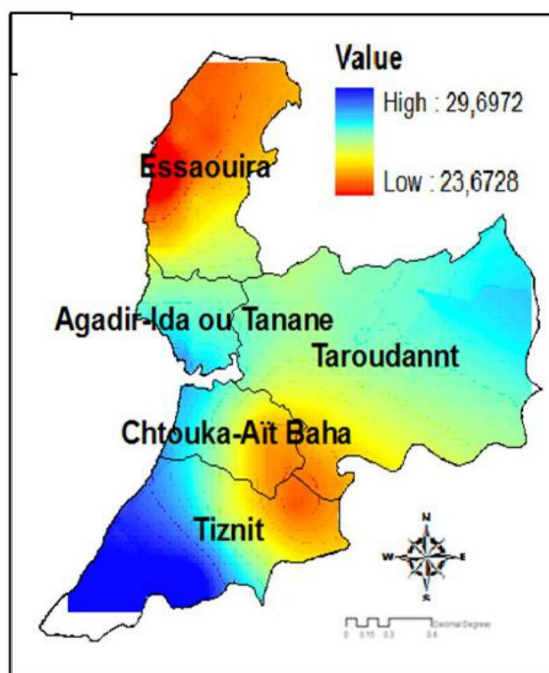 Value
High : 29,6972
Low : 23,6728
Essaouira
Agadir-Ida ou Tanane
Taroudannt
Chtouka-Aït Baha
Tiznit
N
W E
S
Decimal Degrees
0 0.15 0.3 0.6